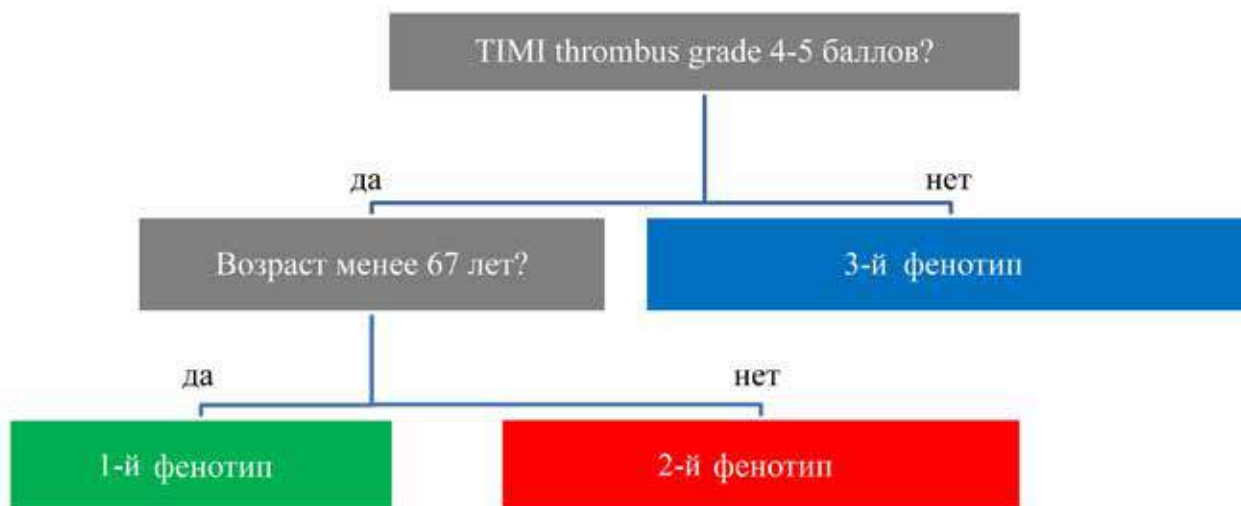 TIMI thrombus grade 4-5 баллов?
да
нет
Возраст менее 67 лет?
3-й фенотип
да
нет
1-й фенотип
2-й фенотип